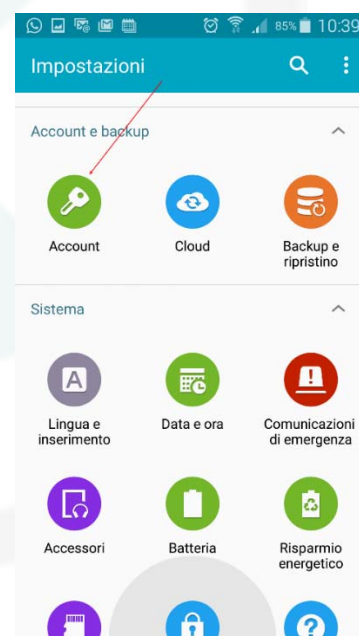 85% 10:39
Impostazioni
Account e backup
Account
Cloud
Backup e
ripristino
Sistema
A
Lingua e
inserimento
Data e ora
Comunicazioni
di emergenza
Accessori
Batteria
Risparmio
energetico